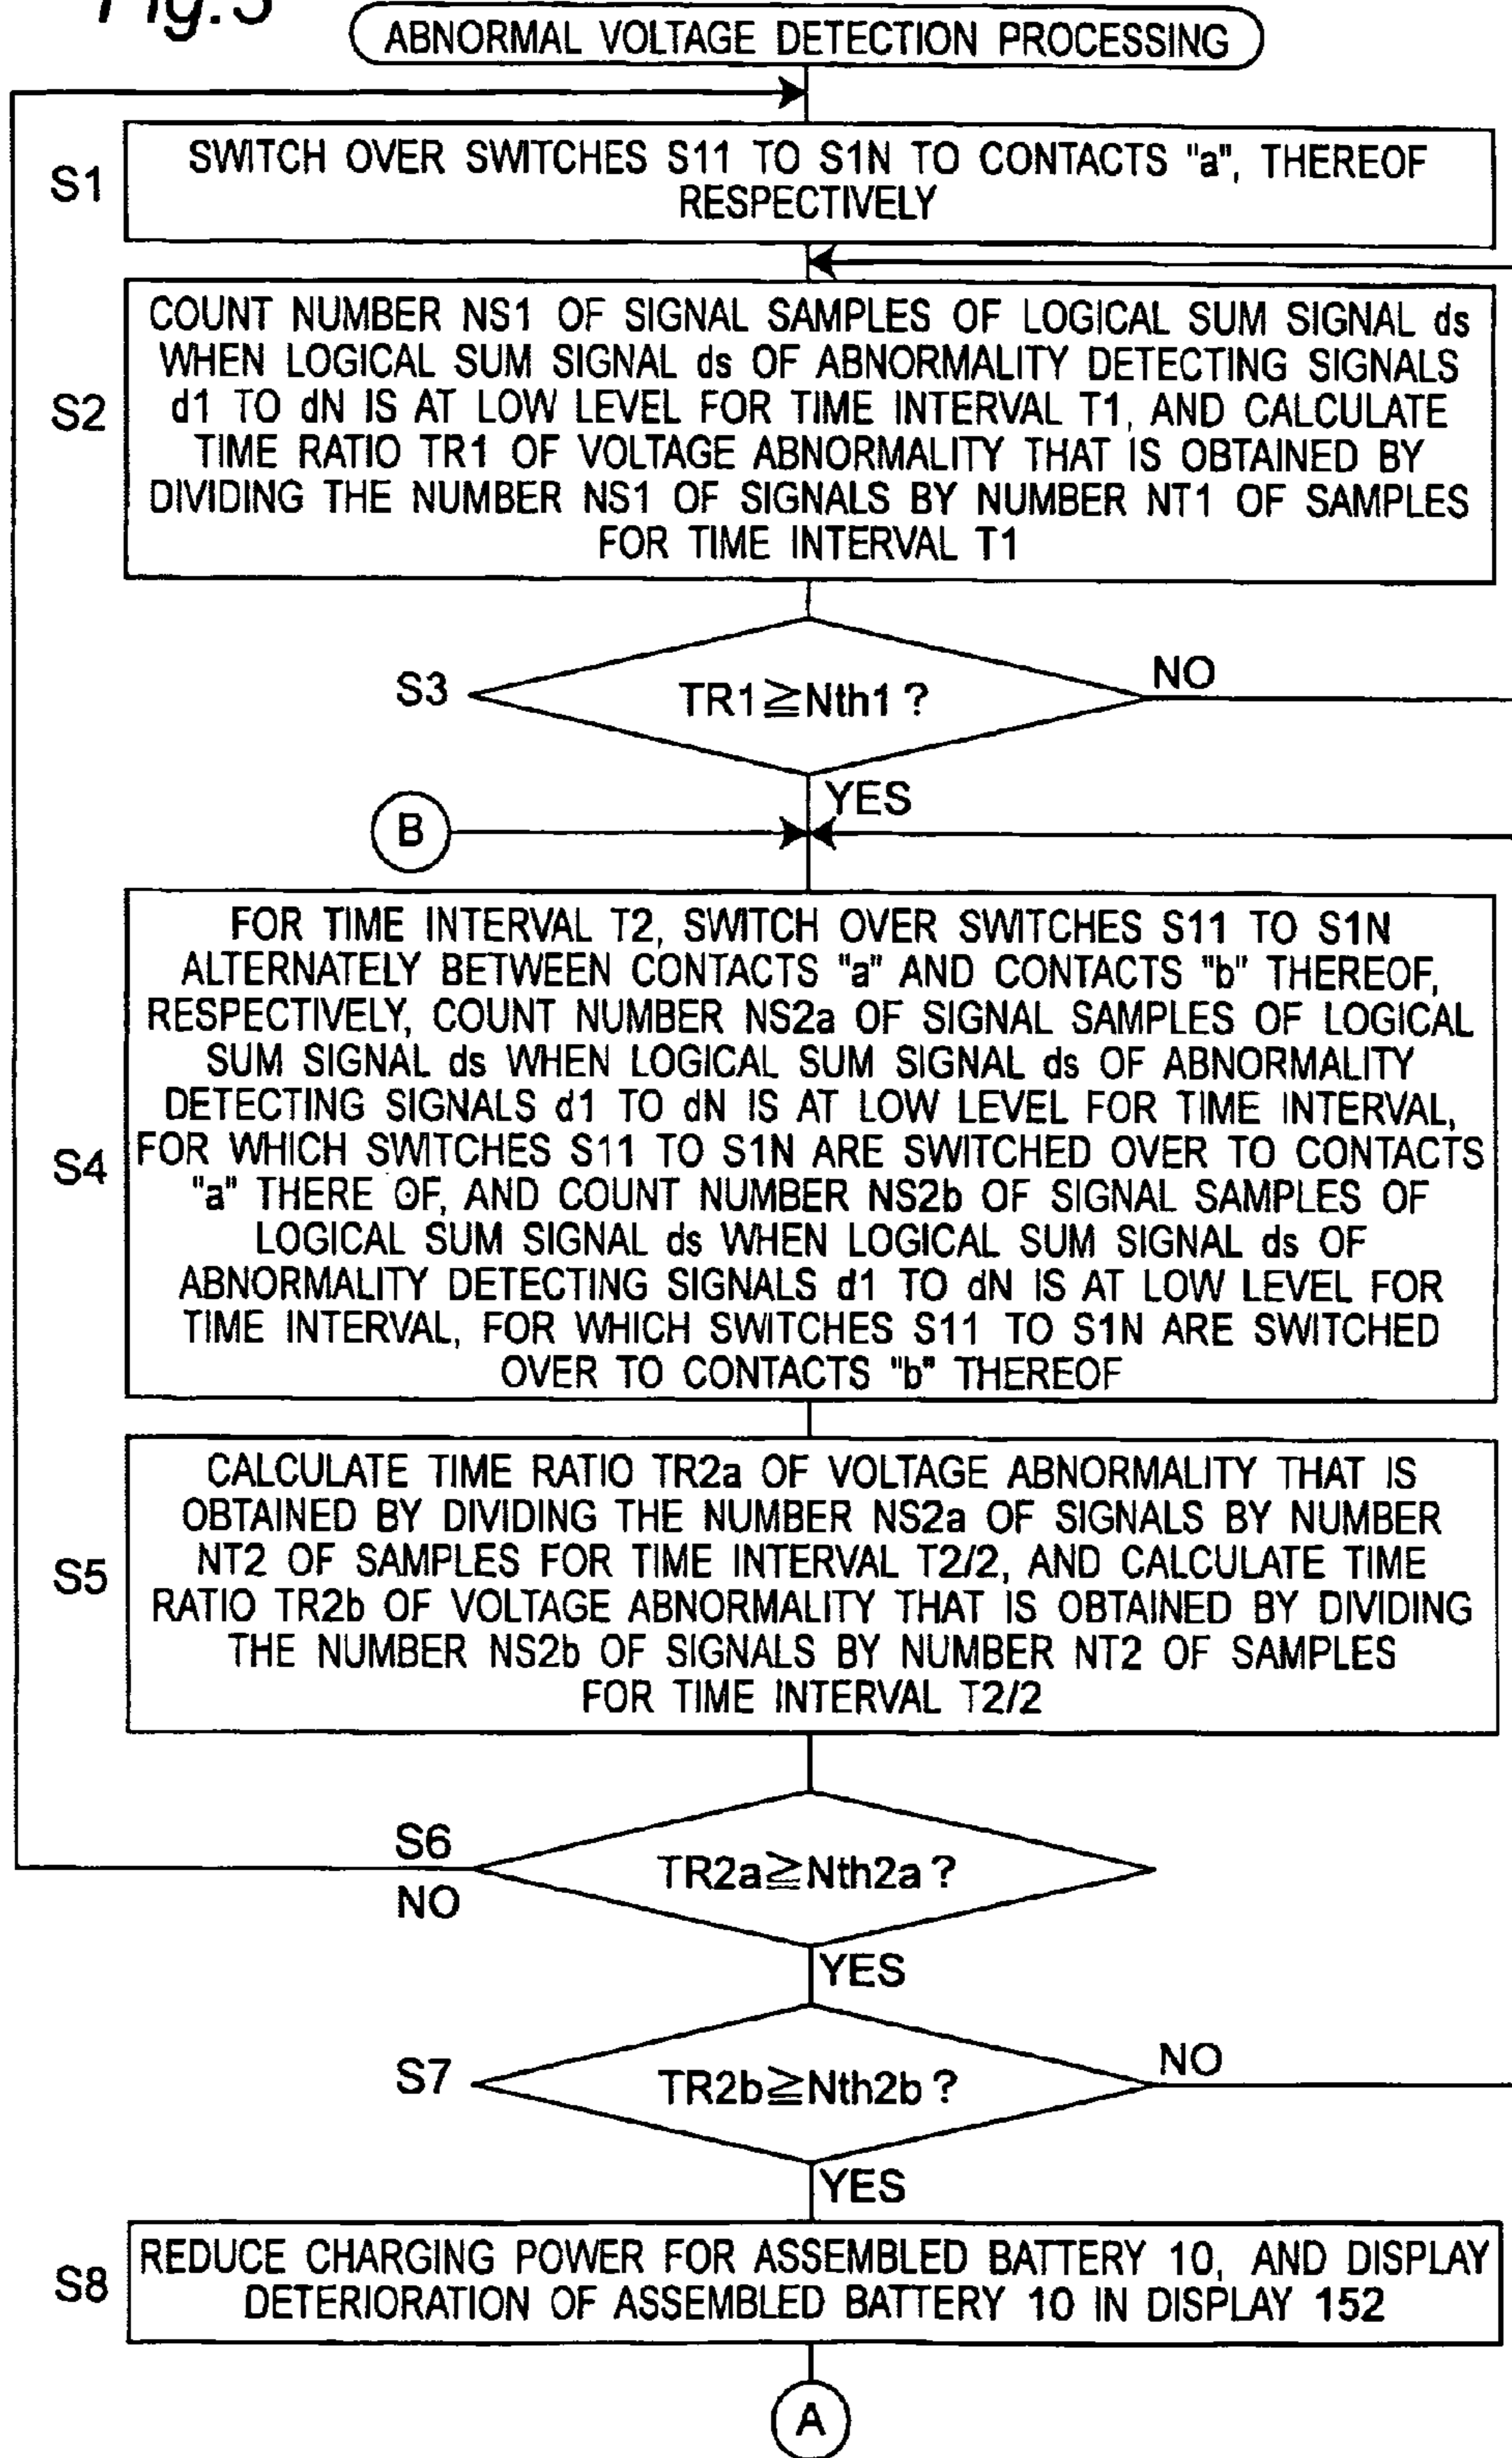 Fig.3
ABNORMAL VOLTAGE DETECTION PROCESSING
S1
SWITCH OVER SWITCHES S11 TO S1N TO CONTACTS "a", THEREOF
RESPECTIVELY
S2
COUNT NUMBER NS1 OF SIGNAL SAMPLES OF LOGICAL SUM SIGNAL ds
WHEN LOGICAL SUM SIGNAL ds OF ABNORMALITY DETECTING SIGNALS
d1 TO dN IS AT LOW LEVEL FOR TIME INTERVAL T1, AND CALCULATE
TIME RATIO TR1 OF VOLTAGE ABNORMALITY THAT IS OBTAINED BY
DIVIDING THE NUMBER NS1 OF SIGNALS BY NUMBER NT1 OF SAMPLES
FOR TIME INTERVAL T1
S3
TR1≧Nth1?
NO
YES
B
S4
FOR TIME INTERVAL T2, SWITCH OVER SWITCHES S11 TO S1N
ALTERNATELY BETWEEN CONTACTS "a" AND CONTACTS "b" THEREOF,
RESPECTIVELY, COUNT NUMBER NS2a OF SIGNAL SAMPLES OF LOGICAL
SUM SIGNAL ds WHEN LOGICAL SUM SIGNAL ds OF ABNORMALITY
DETECTING SIGNALS d1 TO dN IS AT LOW LEVEL FOR TIME INTERVAL,
FOR WHICH SWITCHES S11 TO S1N ARE SWITCHED OVER TO CONTACTS
"a" THERE OF, AND COUNT NUMBER NS2b OF SIGNAL SAMPLES OF
LOGICAL SUM SIGNAL ds WHEN LOGICAL SUM SIGNAL ds OF
ABNORMALITY DETECTING SIGNALS d1 TO dN IS AT LOW LEVEL FOR
TIME INTERVAL, FOR WHICH SWITCHES S11 TO S1N ARE SWITCHED
OVER TO CONTACTS "b" THEREOF
S5
CALCULATE TIME RATIO TR2a OF VOLTAGE ABNORMALITY THAT IS
OBTAINED BY DIVIDING THE NUMBER NS2a OF SIGNALS BY NUMBER
NT2 OF SAMPLES FOR TIME INTERVAL T2/2, AND CALCULATE TIME
RATIO TR2b OF VOLTAGE ABNORMALITY THAT IS OBTAINED BY DIVIDING
THE NUMBER NS2b OF SIGNALS BY NUMBER NT2 OF SAMPLES
FOR TIME INTERVAL T2/2
S6
NO
TR2a≧Nth2a?
YES
S7
TR2b≧Nth2b?
NO
YES
S8
REDUCE CHARGING POWER FOR ASSEMBLED BATTERY 10, AND DISPLAY
DETERIORATION OF ASSEMBLED BATTERY 10 IN DISPLAY 152
A